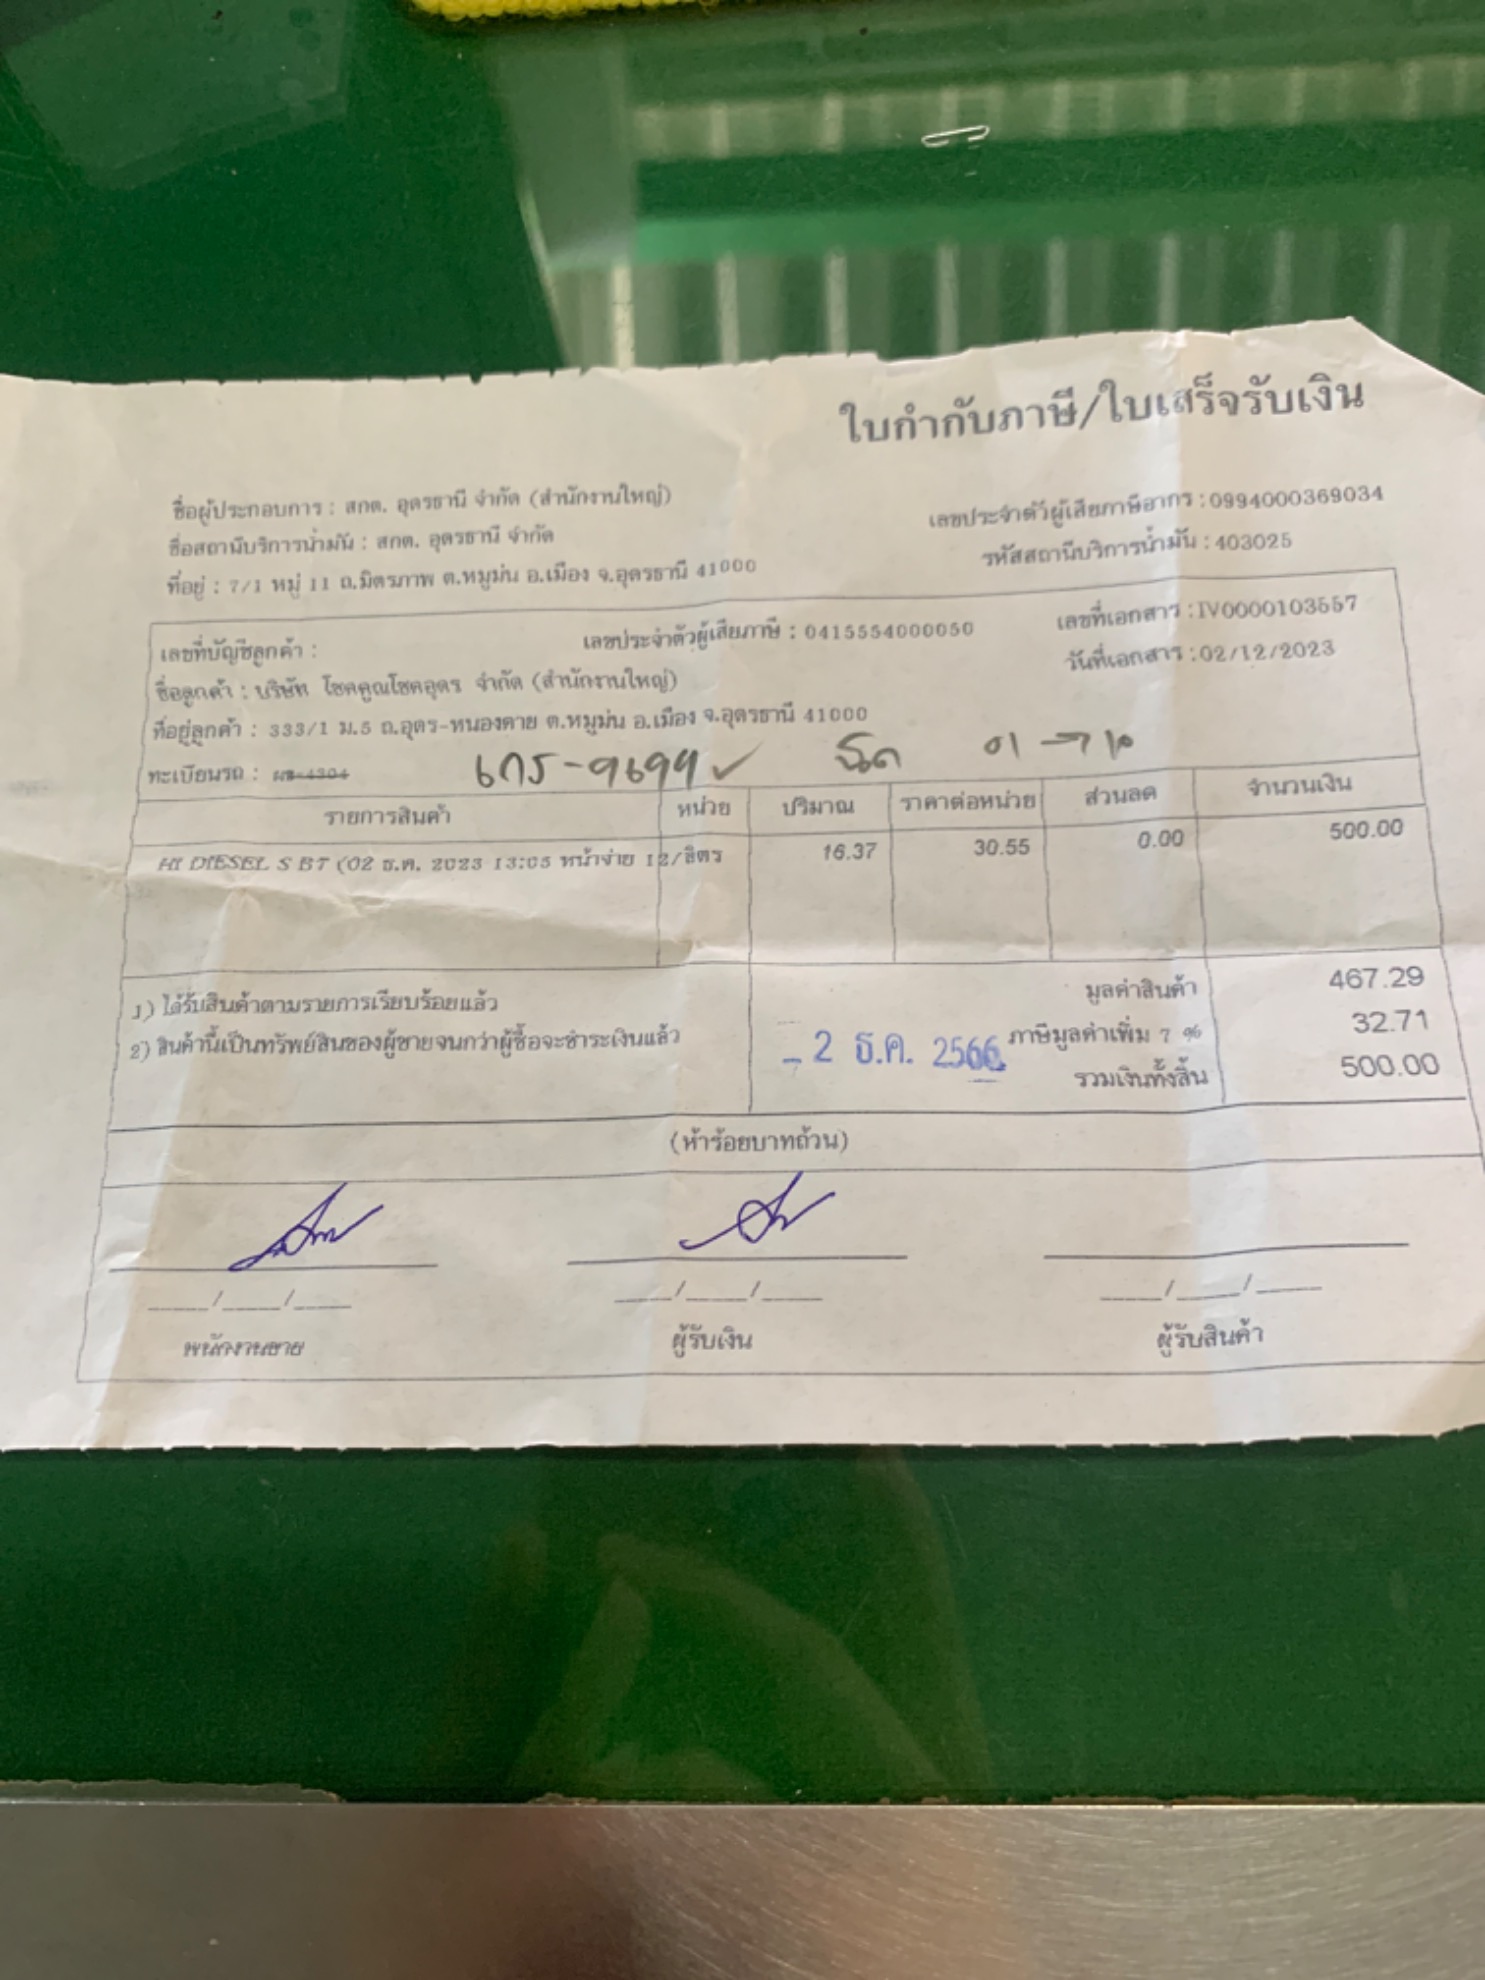 ใบกำกับภาษี/ใบเสร็จรับเงิน
ชื่อผู้ประกอบการ : สกต. อุดรธานี จำกัด (สำนักงานใหญ่)
เลขประจำตัวผู้เสียภาษีอากร : 0994000369034
ชื่อสถานีบริการน้ำมัน : สกต. อุดรธานี จำกัด
รหัสสถานีบริการน้ำมัน : 403025
ที่อยู่ : 7/1 หมู่ 11 ถ.มิตรภาพ ต.หมูม่น อ.เมือง จ.อุดรธานี 41000
เลขที่บัญชีลูกค้า : เลขประจำตัวผู้เสียภาษี : 0415554000050 เลขที่เอกสาร : IV0000103557
ชื่อลูกค้า : บริษัท โชคคูณโชคอุดร จำกัด (สำนักงานใหญ่) วันที่เอกสาร : 02/12/2023
ที่อยู่ลูกค้า : 333/1 ม.5 ถ.อุดร-หนองคาย ต.หมูม่น อ.เมือง จ.อุดรธานี 41000
ทะเบียนรถ :
รายการสินค้า หน่วย ปริมาณ ราคาต่อหน่วย ส่วนลด จำนวนเงิน
HI DIESEL S BT (02 ธ.ค. 2023 13:05 หน้าจ่าย 12/ลิตร 16.37 30.55 0.00 500.00
1) ได้รับสินค้าตามรายการเรียบร้อยแล้ว มูลค่าสินค้า 467.29
2) สินค้านี้เป็นทรัพย์สินของผู้ขายจนกว่าผู้ซื้อจะชำระเงินแล้ว ภาษีมูลค่าเพิ่ม 7 % 32.71
- 2 ธ.ค. 2566
รวมเงินทั้งสิ้น 500.00
(ห้าร้อยบาทถ้วน)
____/____/____ ____/____/____ ____/____/____
พนักงานขาย ผู้รับเงิน ผู้รับสินค้า